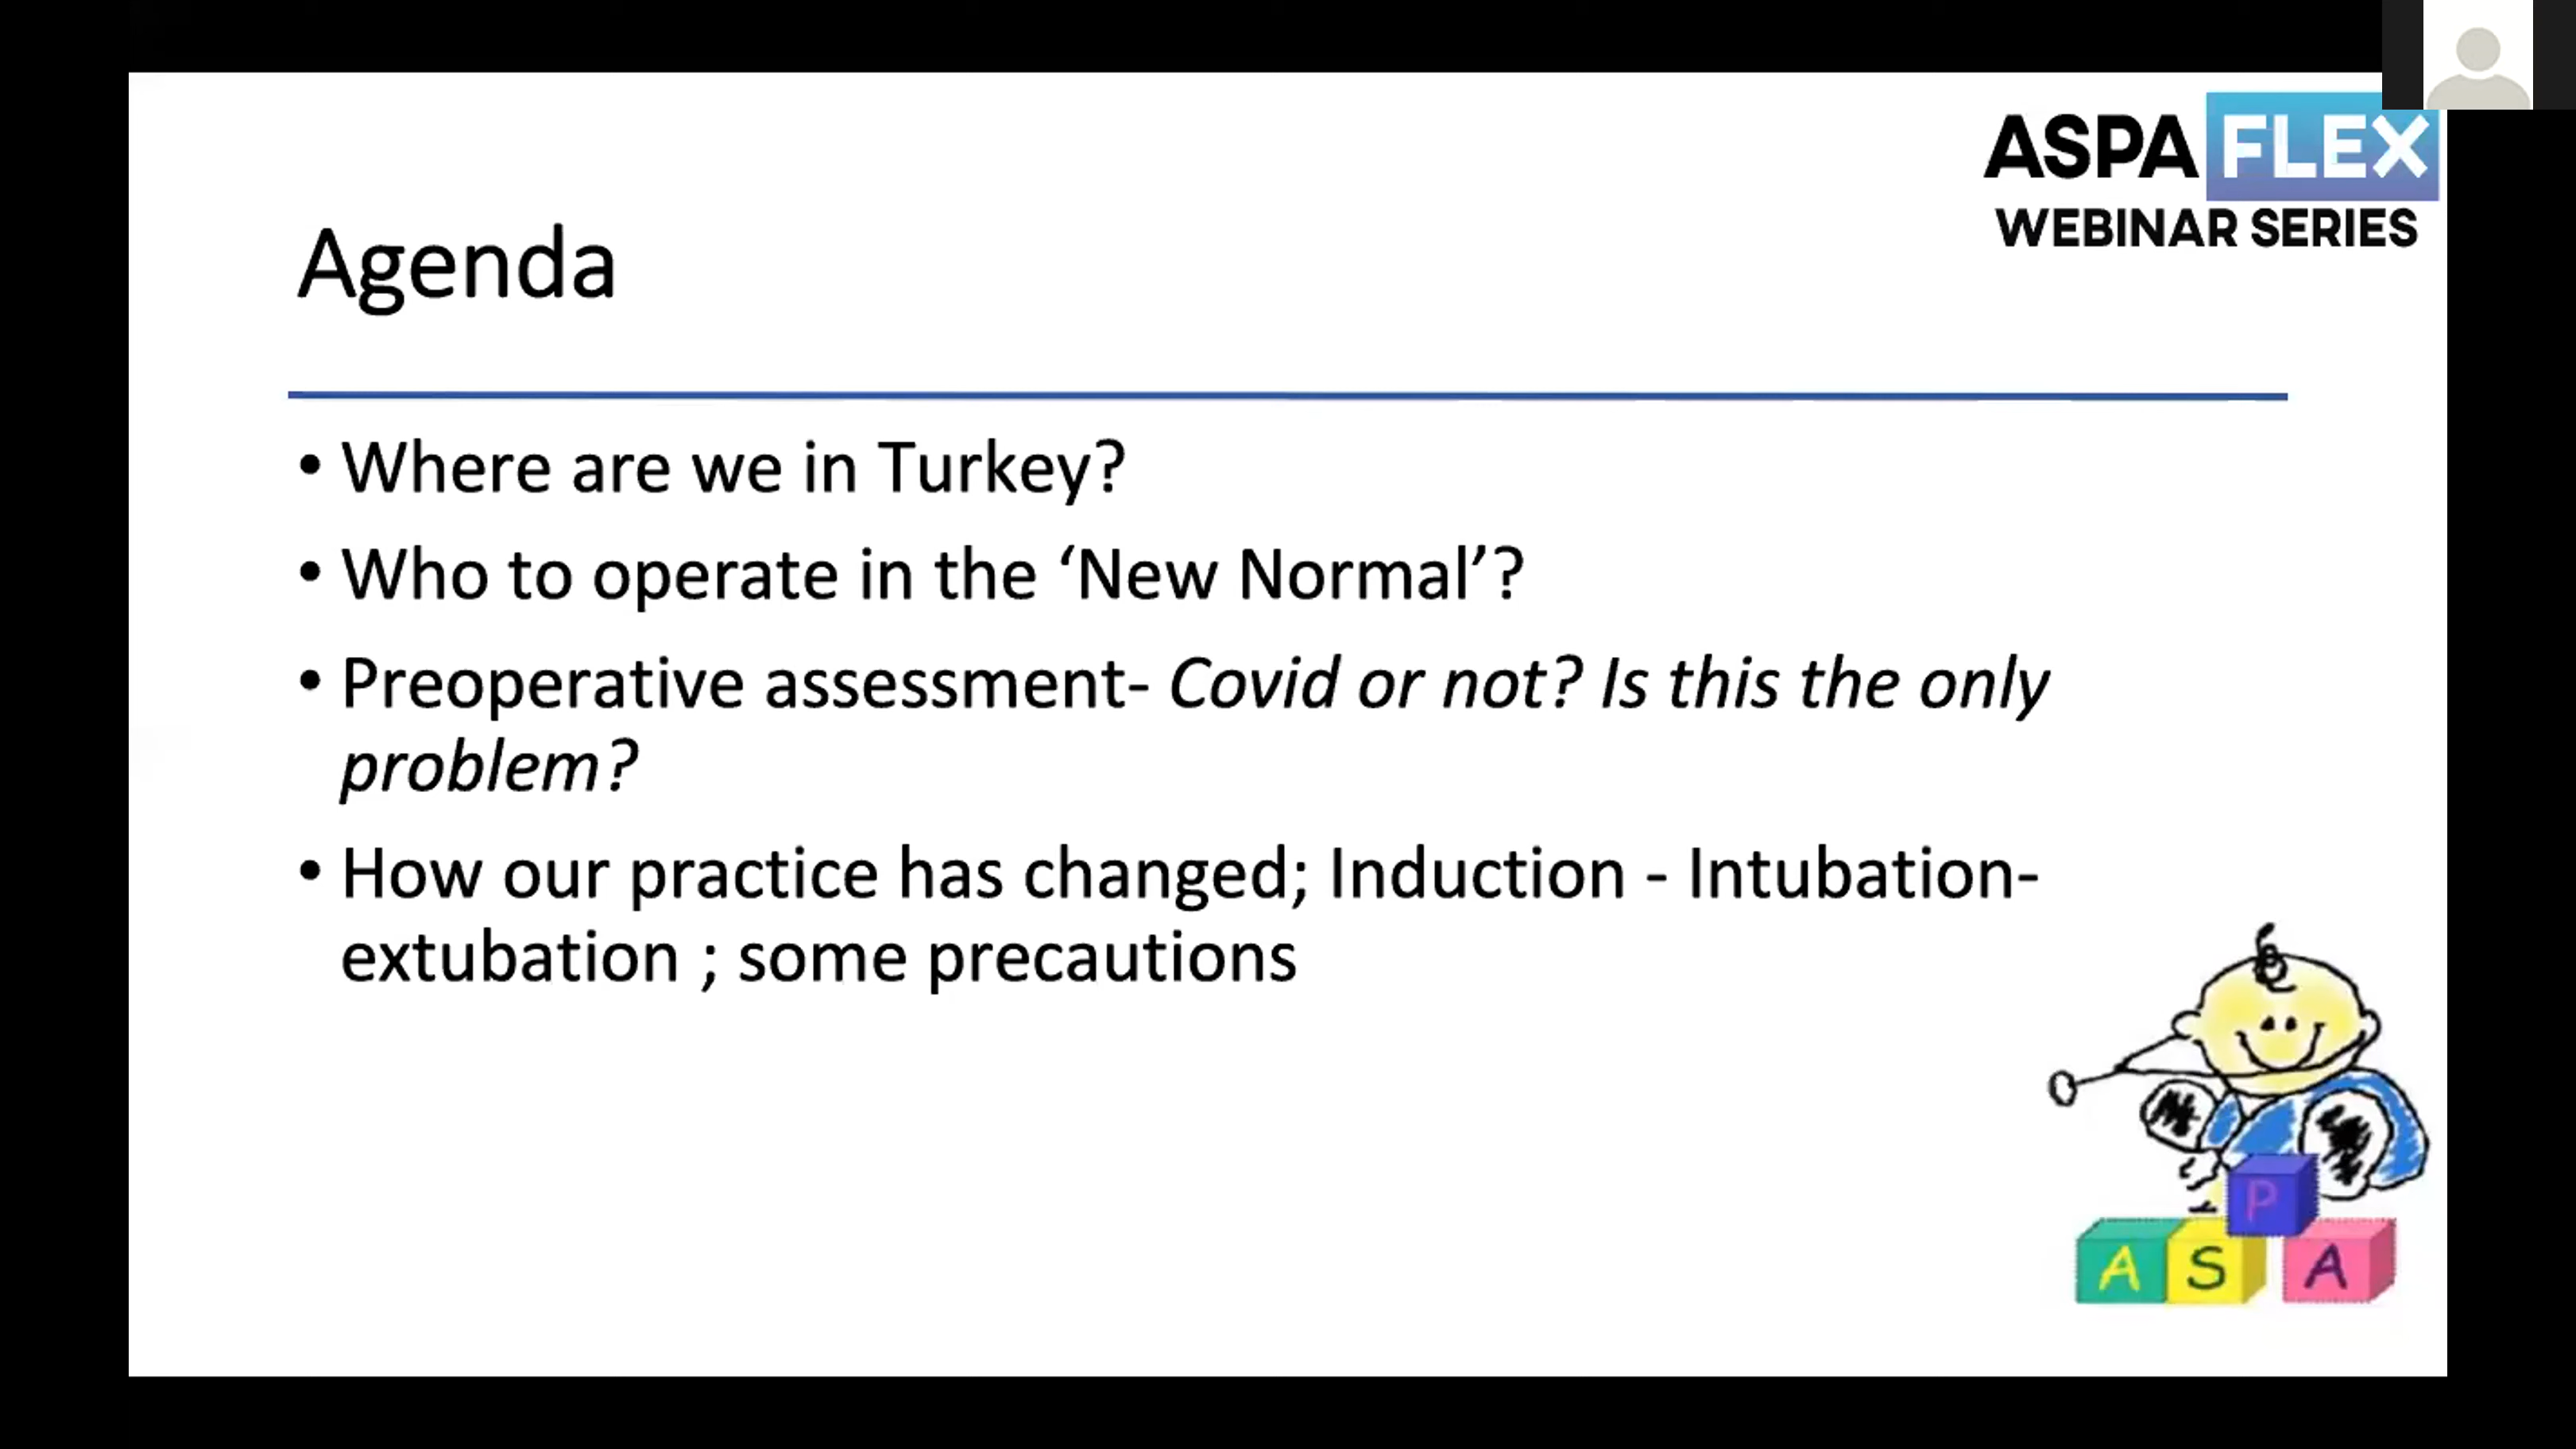 ASPA FLEX
WEBINAR SERIES
Agenda
• Where are we in Turkey?
• Who to operate in the ‘New Normal’?
• Preoperative assessment- Covid or not? Is this the only
problem?
• How our practice has changed; Induction - Intubation-
extubation ; some precautions
P
A S A